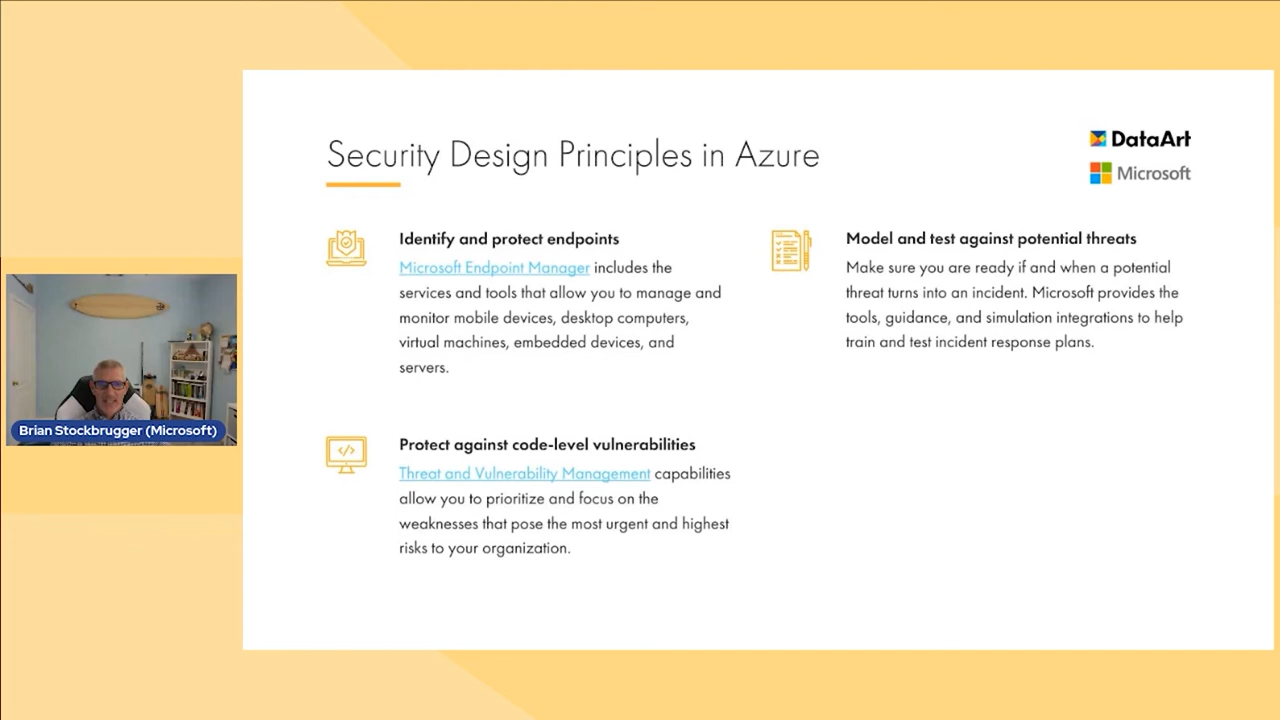 Security Design Principles in Azure
DataArt
Microsoft
Identify and protect endpoints
Microsoft Endpoint Manager includes the
services and tools that allow you to manage and
monitor mobile devices, desktop computers,
virtual machines, embedded devices, and
servers.
Model and test against potential threats
Make sure you are ready if and when a potential
threat turns into an incident. Microsoft provides the
tools, guidance, and simulation integrations to help
train and test incident response plans.
Protect against code-level vulnerabilities
Threat and Vulnerability Management capabilities
allow you to prioritize and focus on the
weaknesses that pose the most urgent and highest
risks to your organization.
Brian Stockbrugger (Microsoft)